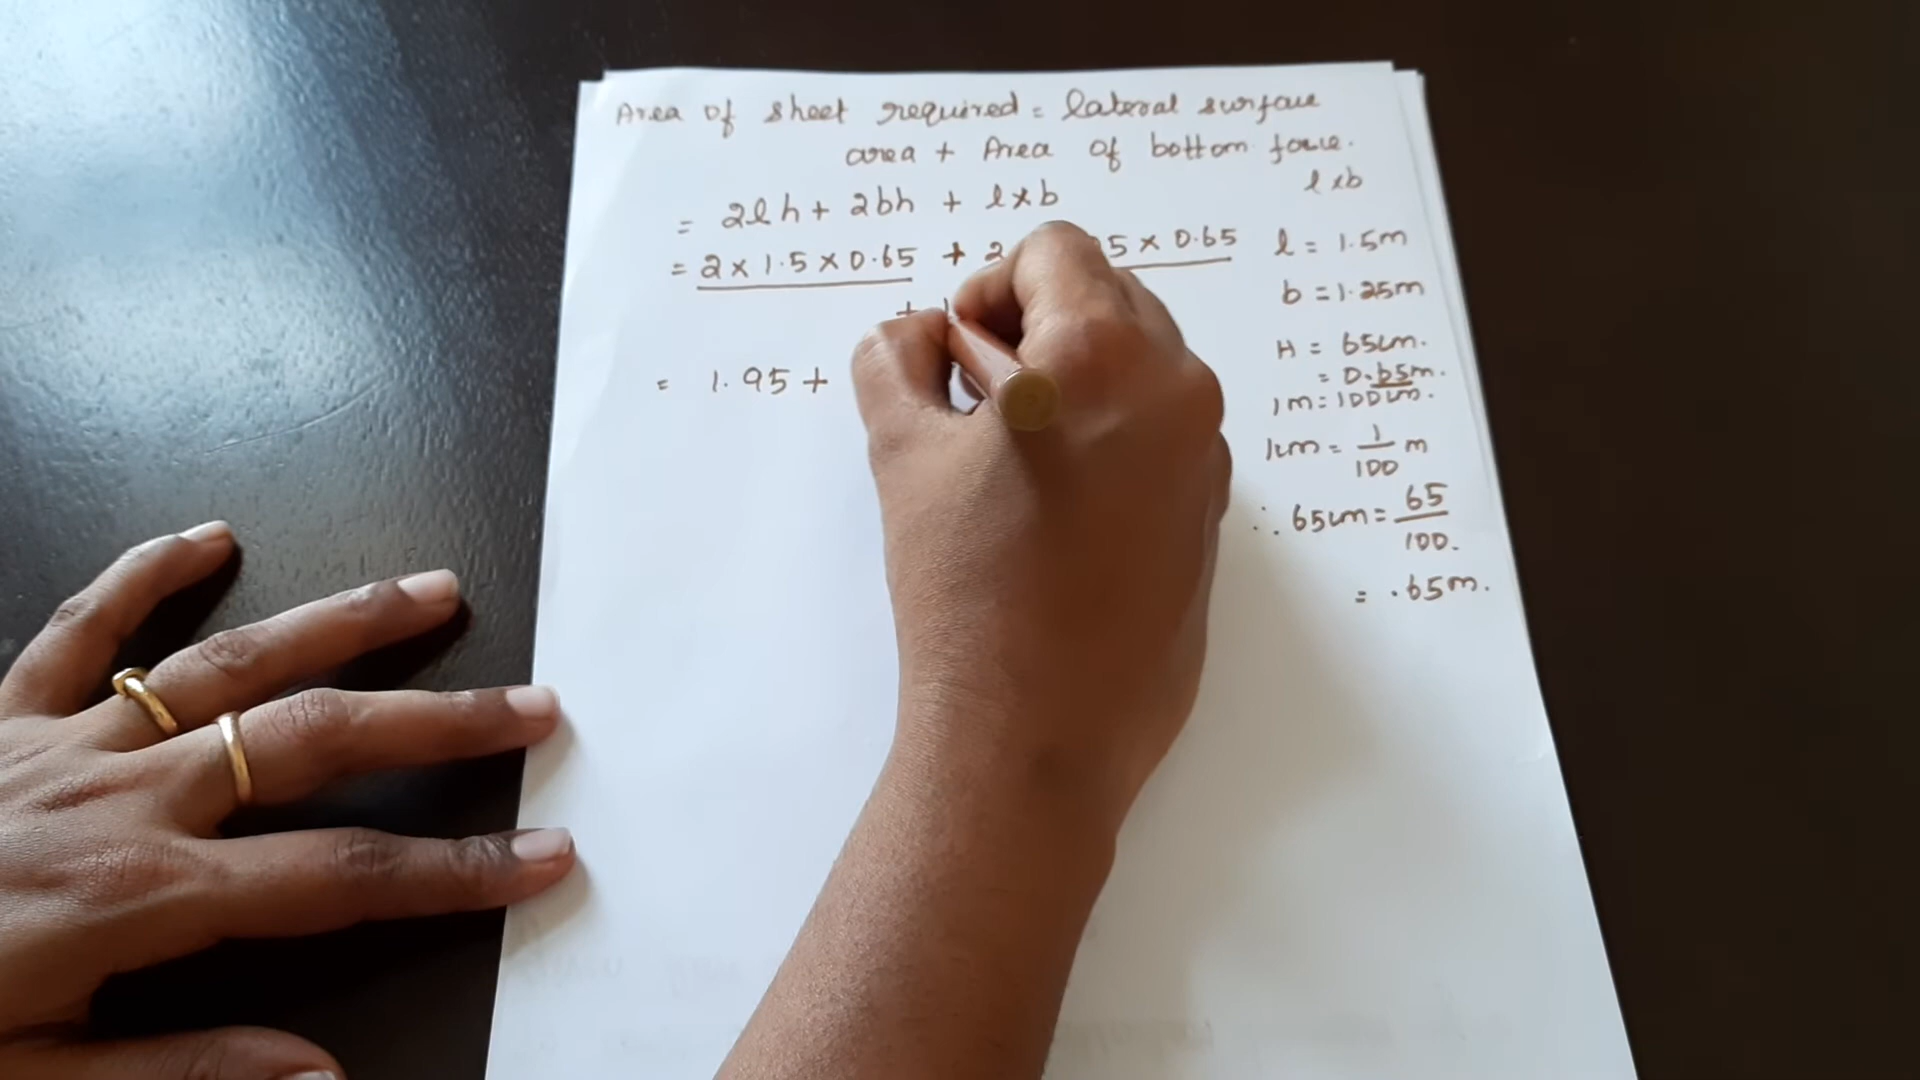 Area of sheet required = lateral surface
area + Area of bottom face.
l x b
= 2lh + 2bh + l x b
= 2 x 1.5 x 0.65 + 2 5 x 0.65
+
= 1.95 +
l = 1.5m
b = 1.25m
H = 65cm.
= 0.65m.
1m = 100cm.
1cm = 1/100 m
∴ 65cm = 65/100.
= .65m.